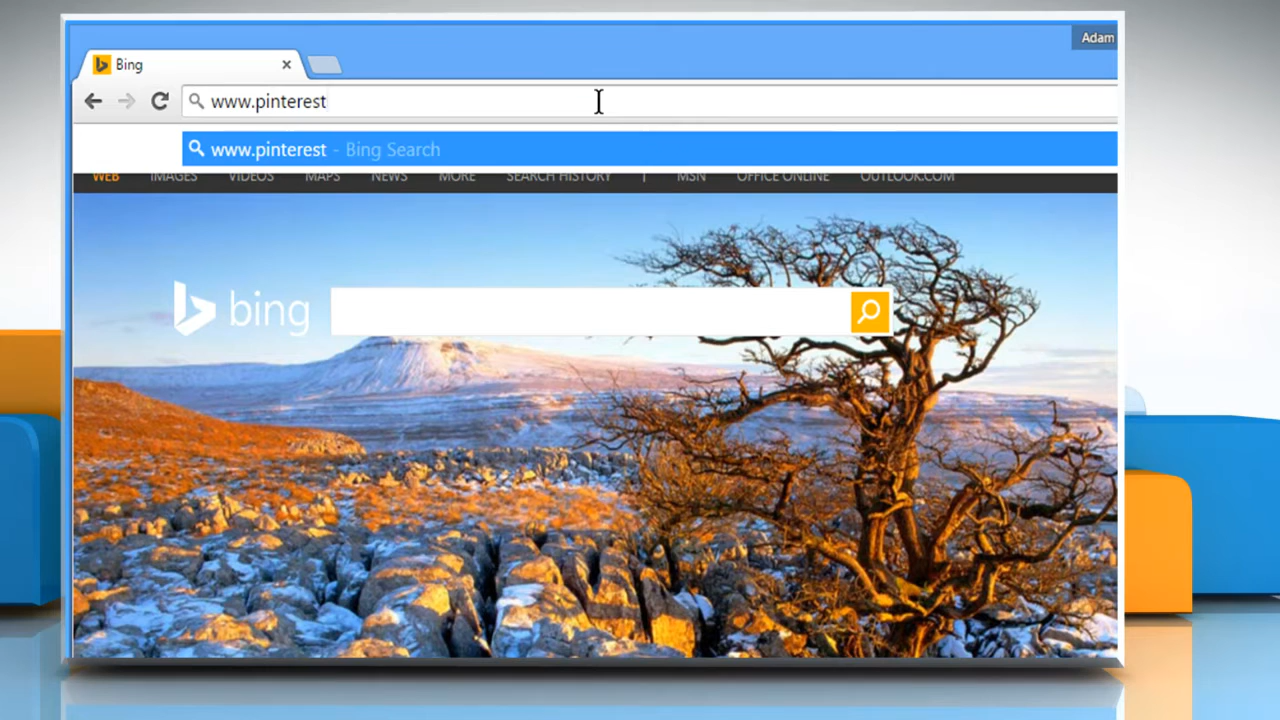 Adam
Bing
www.pinterest
www.pinterest - Bing Search
WEB IMAGES VIDEOS MAPS NEWS MORE SEARCH HISTORY | MSN OFFICE ONLINE OUTLOOK.COM
bing